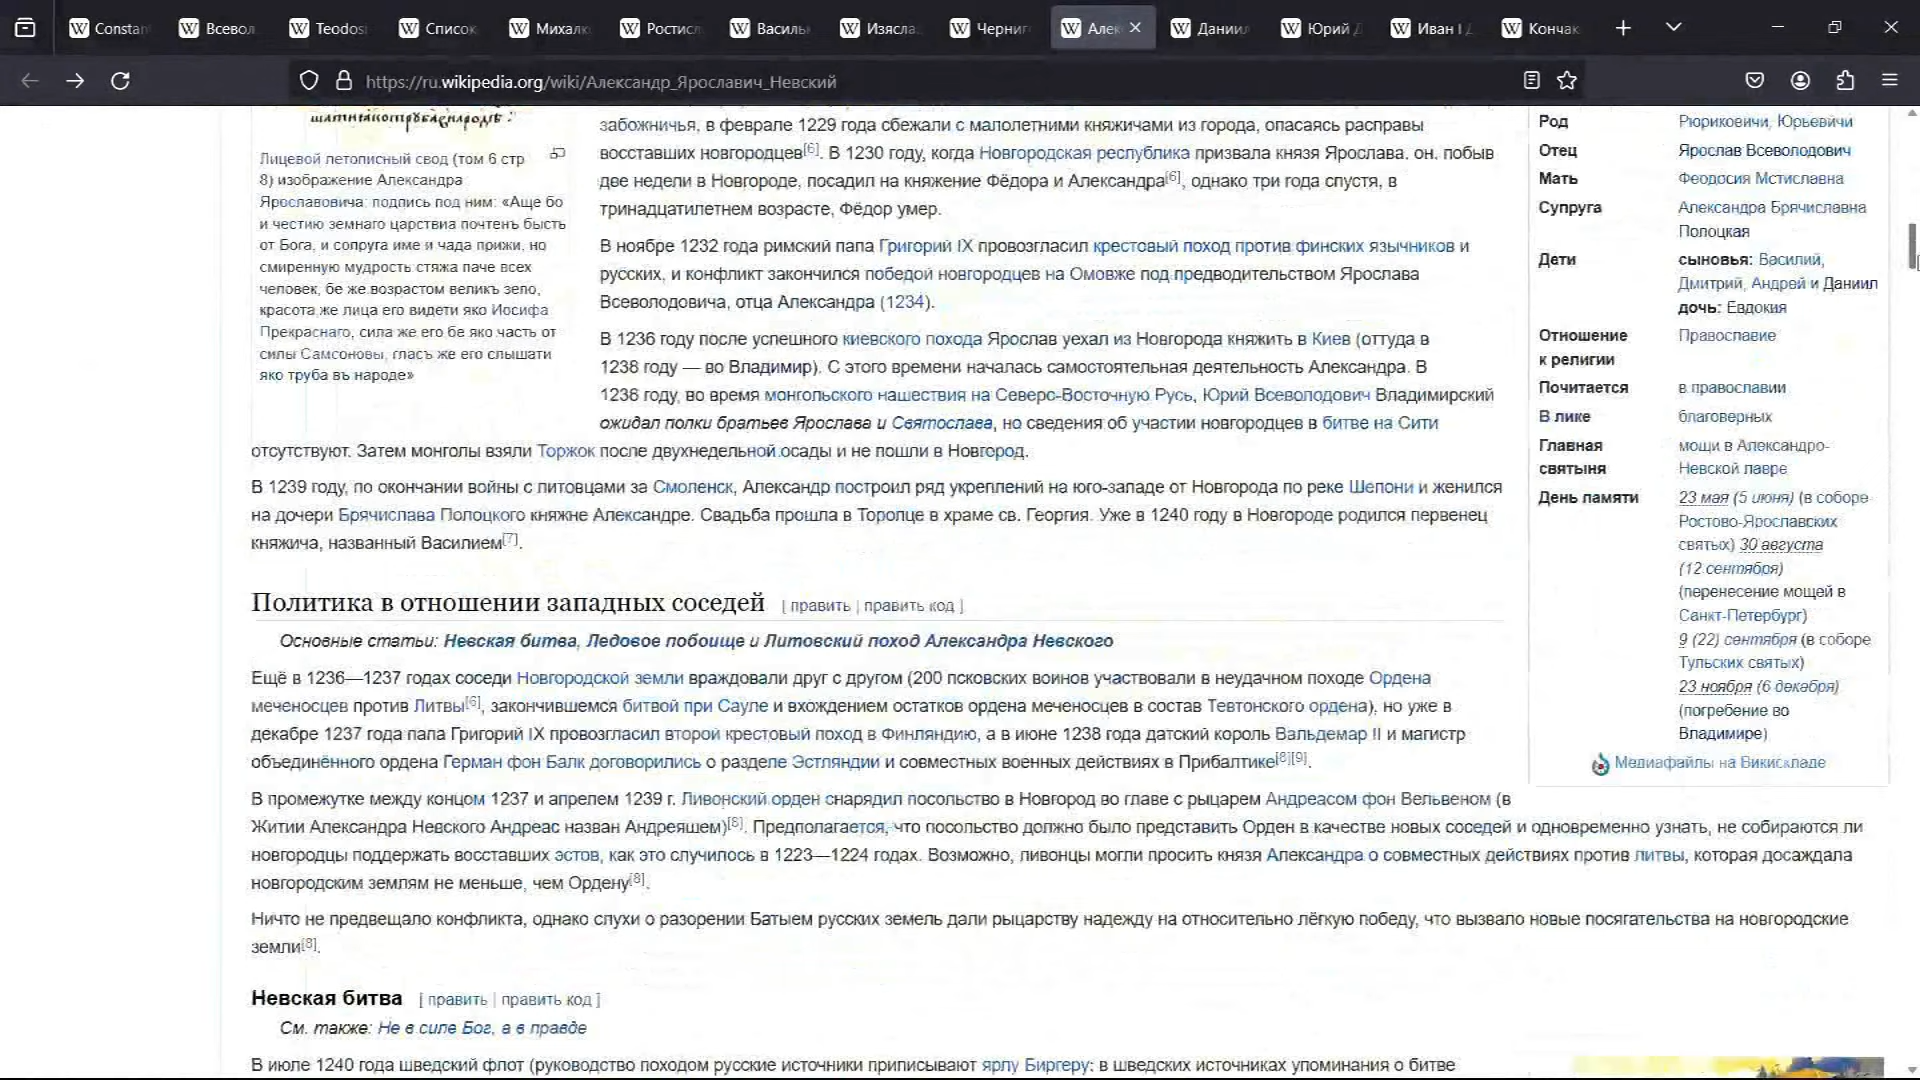 Constan
Всевол
Teodos
Список
Михалк
Ростисл
Василь
Изясла
Черниг
Алек
Даниил
Юрий Д
Иван I Д
Кончак
https://ru.wikipedia.org/wiki/Александр_Ярославич_Невский
Лицевой летописный свод (том 6 стр
8) изображение Александра
Ярославовича; подпись под ним: «Аще бо
и честию земнаго царствиа почтенъ бысть
от Бога, и сопруга име и чада прижи, но
смиренную мудрость стяжа паче всех
человек, бе же возрастом великъ зело,
красота же лица его видети яко Иосифа
Прекраснаго, сила же его бе яко часть от
силы Самсоновы, гласъ же его слышати
яко труба въ народе»
забожничья, в феврале 1229 года сбежали с малолетними княжичами из города, опасаясь расправы
восставших новгородцев[6]. В 1230 году, когда Новгородская республика призвала князя Ярослава, он, побыв
две недели в Новгороде, посадил на княжение Фёдора и Александра[6], однако три года спустя, в
тринадцатилетнем возрасте, Фёдор умер.
В ноябре 1232 года римский папа Григорий IX провозгласил крестовый поход против финских язычников и
русских, и конфликт закончился победой новгородцев на Омовже под предводительством Ярослава
Всеволодовича, отца Александра (1234).
В 1236 году после успешного киевского похода Ярослав уехал из Новгорода княжить в Киев (оттуда в
1238 году — во Владимир). С этого времени началась самостоятельная деятельность Александра. В
1238 году, во время монгольского нашествия на Северо-Восточную Русь, Юрий Всеволодович Владимирский
ожидал полки братьев Ярослава и Святослава, но сведения об участии новгородцев в битве на Сити
отсутствуют. Затем монголы взяли Торжок после двухнедельной осады и не пошли в Новгород.
В 1239 году, по окончании войны с литовцами за Смоленск, Александр построил ряд укреплений на юго-западе от Новгорода по реке Шелони и женился
на дочери Брячислава Полоцкого княжне Александре. Свадьба прошла в Торопце в храме св. Георгия. Уже в 1240 году в Новгороде родился первенец
княжича, названный Василием[7].
Политика в отношении западных соседей [ править | править код ]
Основные статьи: Невская битва, Ледовое побоище и Литовский поход Александра Невского
Ещё в 1236—1237 годах соседи Новгородской земли враждовали друг с другом (200 псковских воинов участвовали в неудачном походе Ордена
меченосцев против Литвы[6], закончившемся битвой при Сауле и вхождением остатков ордена меченосцев в состав Тевтонского ордена), но уже в
декабре 1237 года папа Григорий IX провозгласил второй крестовый поход в Финляндию, а в июне 1238 года датский король Вальдемар II и магистр
объединённого ордена Герман фон Балк договорились о разделе Эстляндии и совместных военных действиях в Прибалтике[8][9].
В промежутке между концом 1237 и апрелем 1239 г. Ливонский орден снарядил посольство в Новгород во главе с рыцарем Андреасом фон Вельвеном (в
Житии Александра Невского Андреас назван Андреяшем)[8]. Предполагается, что посольство должно было представить Орден в качестве новых соседей и одновременно узнать, не собираются ли
новгородцы поддержать восставших эстов, как это случилось в 1223—1224 годах. Возможно, ливонцы могли просить князя Александра о совместных действиях против литвы, которая досаждала
новгородским землям не меньше, чем Ордену[8].
Ничто не предвещало конфликта, однако слухи о разорении Батыем русских земель дали рыцарству надежду на относительно лёгкую победу, что вызвало новые посягательства на новгородские
земли[8].
Невская битва [ править | править код ]
См. также: Не в силе Бог, а в правде
В июле 1240 года шведский флот (руководство походом русские источники приписывают ярлу Биргеру; в шведских источниках упоминания о битве
Род Рюриковичи, Юрьевичи
Отец Ярослав Всеволодович
Мать Феодосия Мстиславна
Супруга Александра Брячиславна
Полоцкая
Дети сыновья: Василий,
Дмитрий, Андрей и Даниил
дочь: Евдокия
Отношение Православие
к религии
Почитается в православии
В лике благоверных
Главная мощи в Александро-
святыня Невской лавре
День памяти 23 мая (5 июня) (в соборе
Ростово-Ярославских
святых) 30 августа
(12 сентября)
(перенесение мощей в
Санкт-Петербург)
9 (22) сентября (в соборе
Тульских святых)
23 ноября (6 декабря)
(погребение во
Владимире)
Медиафайлы на Викискладе